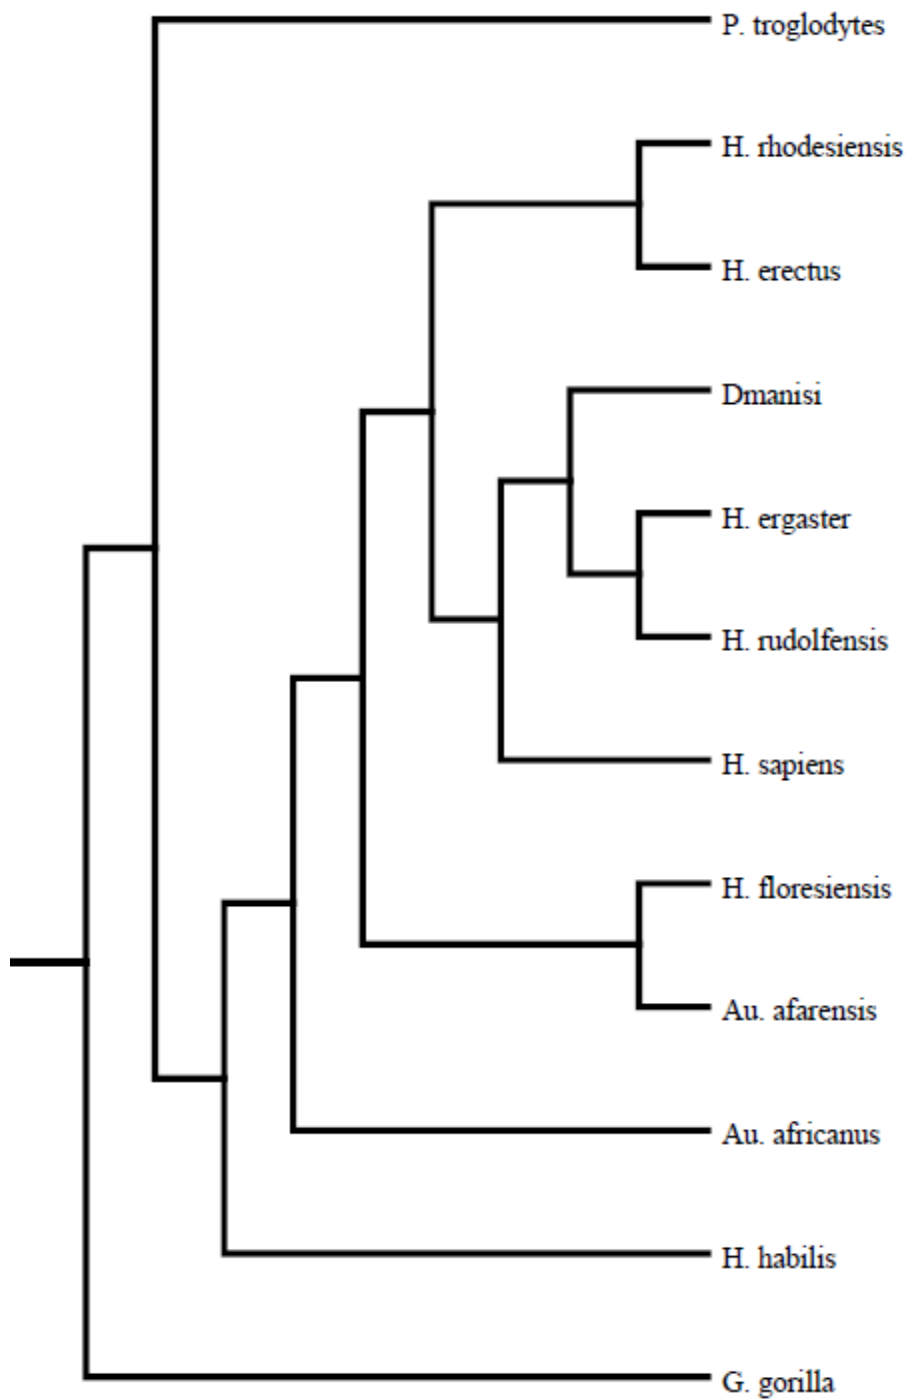 P. troglodytes
H. rhodesiensis
H. erectus
Dmanisi
H. ergaster
H. rudolfensis
H. sapiens
H. floresiensis
Au. afarensis
Au. africanus
H. habilis
G. gorilla